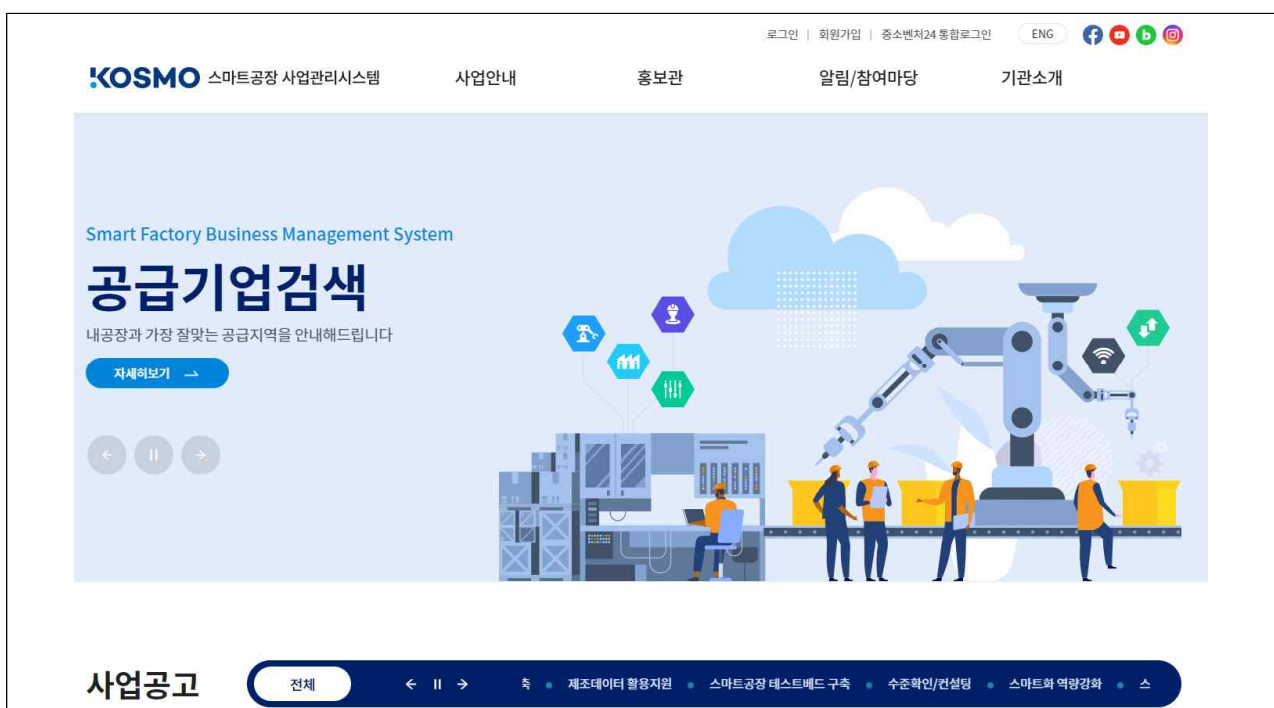 로그인 | 회원가입 | 중소벤처24 통합로그인 ENG
KOSMO 스마트공장 사업관리시스템 사업안내 홍보관 알림/참여마당 기관소개
Smart Factory Business Management System
공급기업검색
내공장과 가장 잘맞는 공급지역을 안내해드립니다
자세히보기
사업공고 전체 축 제조데이터 활용지원 스마트공장 테스트베드 구축 수준확인/컨설팅 스마트화 역량강화 스